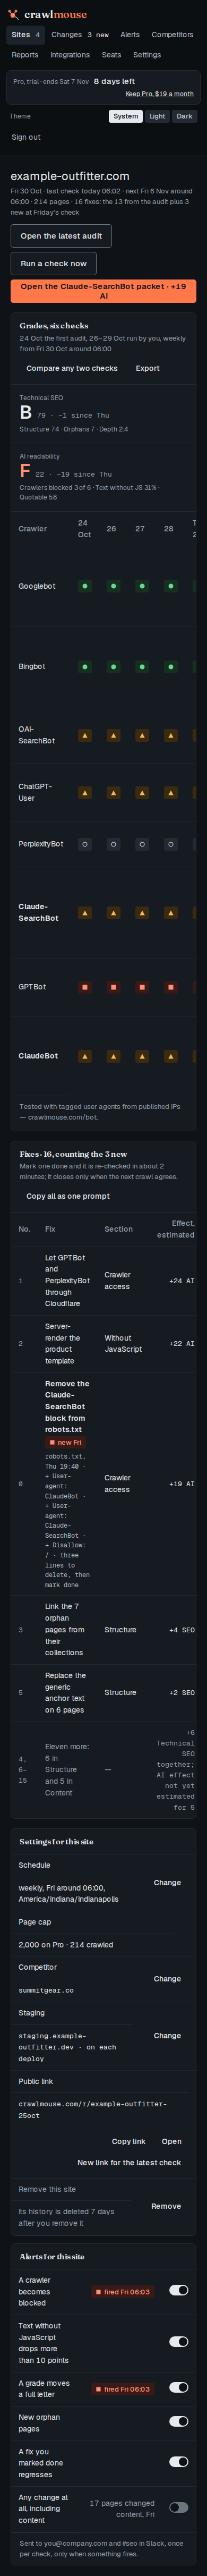 crawlmouse
Sites 4
Changes 3 new
Alerts
Competitors
Reports
Integrations
Seats
Settings
Pro, trial · ends Sat 7 Nov 8 days left
Keep Pro, $19 a month
Theme
System
Light
Dark
Sign out
example-outfitter.com
Fri 30 Oct · last check today 06:02 · next Fri 6 Nov around
06:00 · 214 pages · 16 fixes: the 13 from the audit plus 3
new at Friday's check
Open the latest audit
Run a check now
Open the Claude-SearchBot packet · +19
AI
Grades, six checks
24 Oct the first audit, 26–29 Oct run by you, weekly
from Fri 30 Oct around 06:00
Compare any two checks
Export
Technical SEO
B 79 · −1 since Thu
Structure 74 · Orphans 7 · Depth 2.4
AI readability
F 22 · −19 since Thu
Crawlers blocked 3 of 6 · Text without JS 31% ·
Quotable 58
Crawler
24
Oct
26
27
28
Googlebot
Bingbot
OAI-
SearchBot
ChatGPT-
User
PerplexityBot
Claude-
SearchBot
GPTBot
ClaudeBot
Tested with tagged user agents from published IPs
— crawlmouse.com/bot.
Fixes · 16, counting the 3 new
Mark one done and it is re-checked in about 2
minutes; it closes only when the next crawl agrees.
Copy all as one prompt
No.
Fix
Section
Effect,
estimated
1
Let GPTBot
and
PerplexityBot
through
Cloudflare
Crawler
access
+24 AI
2
Server-
render the
product
template
Without
JavaScript
+22 AI
0
Remove the
Claude-
SearchBot
block from
robots.txt
new Fri
robots.txt,
Thu 19:40 ·
+ User-
agent:
ClaudeBot ·
+ User-
agent:
Claude-
SearchBot ·
+ Disallow:
/ · three
lines to
delete, then
mark done
Crawler
access
+19 AI
3
Link the 7
orphan
pages from
their
collections
Structure
+4 SEO
5
Replace the
generic
anchor text
on 6 pages
Structure
+2 SEO
4,
6–
15
Eleven more:
6 in
Structure
and 5 in
Content
—
+6
Technical
SEO
together;
AI effect
not yet
estimated
for 5
Settings for this site
Schedule
weekly, Fri around 06:00,
America/Indiana/Indianapolis
Change
Page cap
2,000 on Pro · 214 crawled
Competitor
summitgear.co
Change
Staging
staging.example-
outfitter.dev · on each
deploy
Change
Public link
crawlmouse.com/r/example-outfitter-
25oct
Copy link
Open
New link for the latest check
Remove this site
Its history is deleted 7 days
after you remove it
Remove
Alerts for this site
A crawler
becomes
blocked
fired Fri 06:03
Text without
JavaScript
drops more
than 10 points
A grade moves
a full letter
fired Fri 06:03
New orphan
pages
A fix you
marked done
regresses
Any change at
all, including
content
17 pages changed
content, Fri
Sent to you@company.com and #seo in Slack, once
per check, only when something fires.